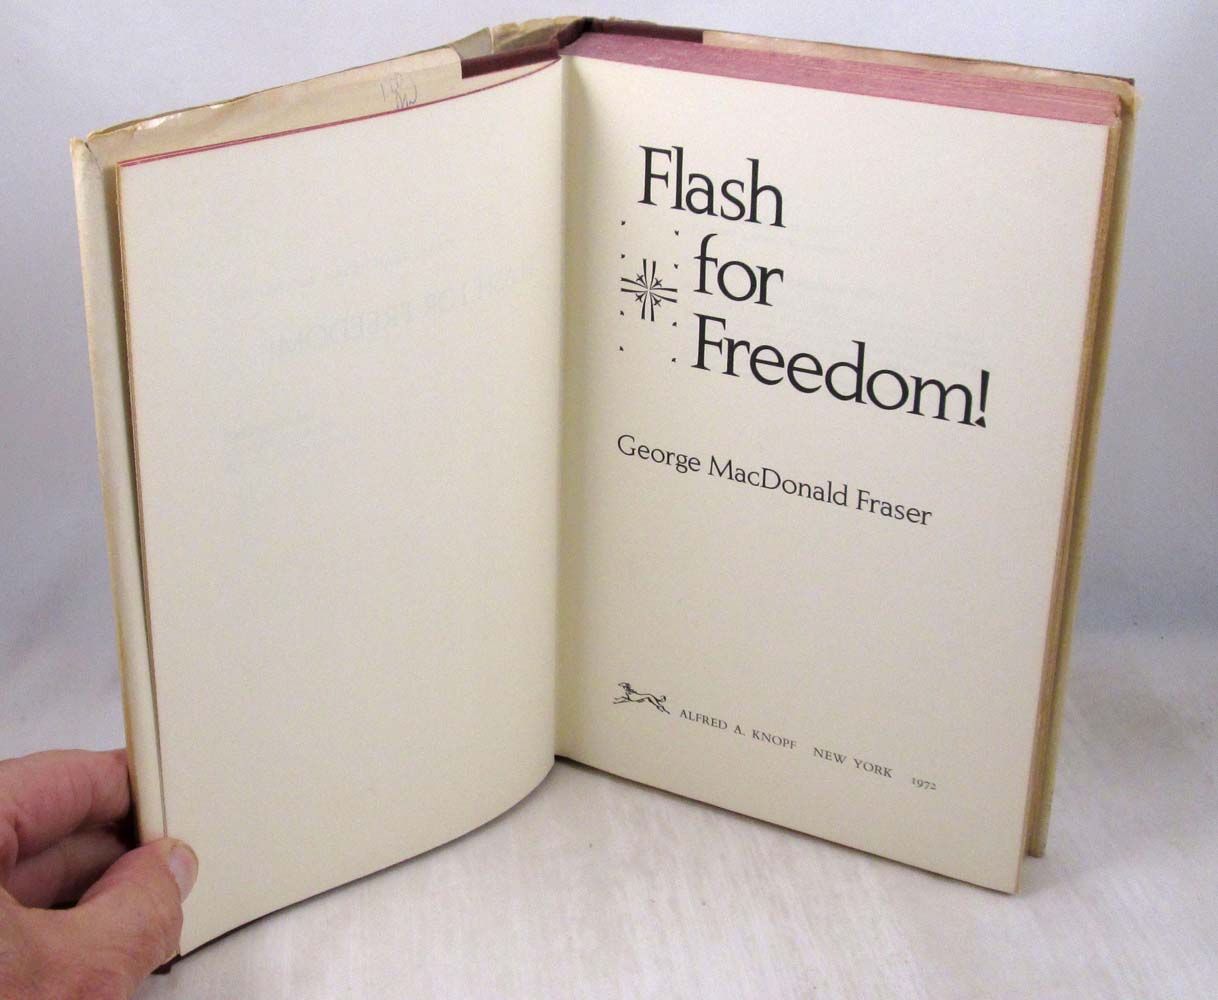 Flash
for
Freedom!
George MacDonald Fraser
ALFRED A. KNOPF NEW YORK 1972